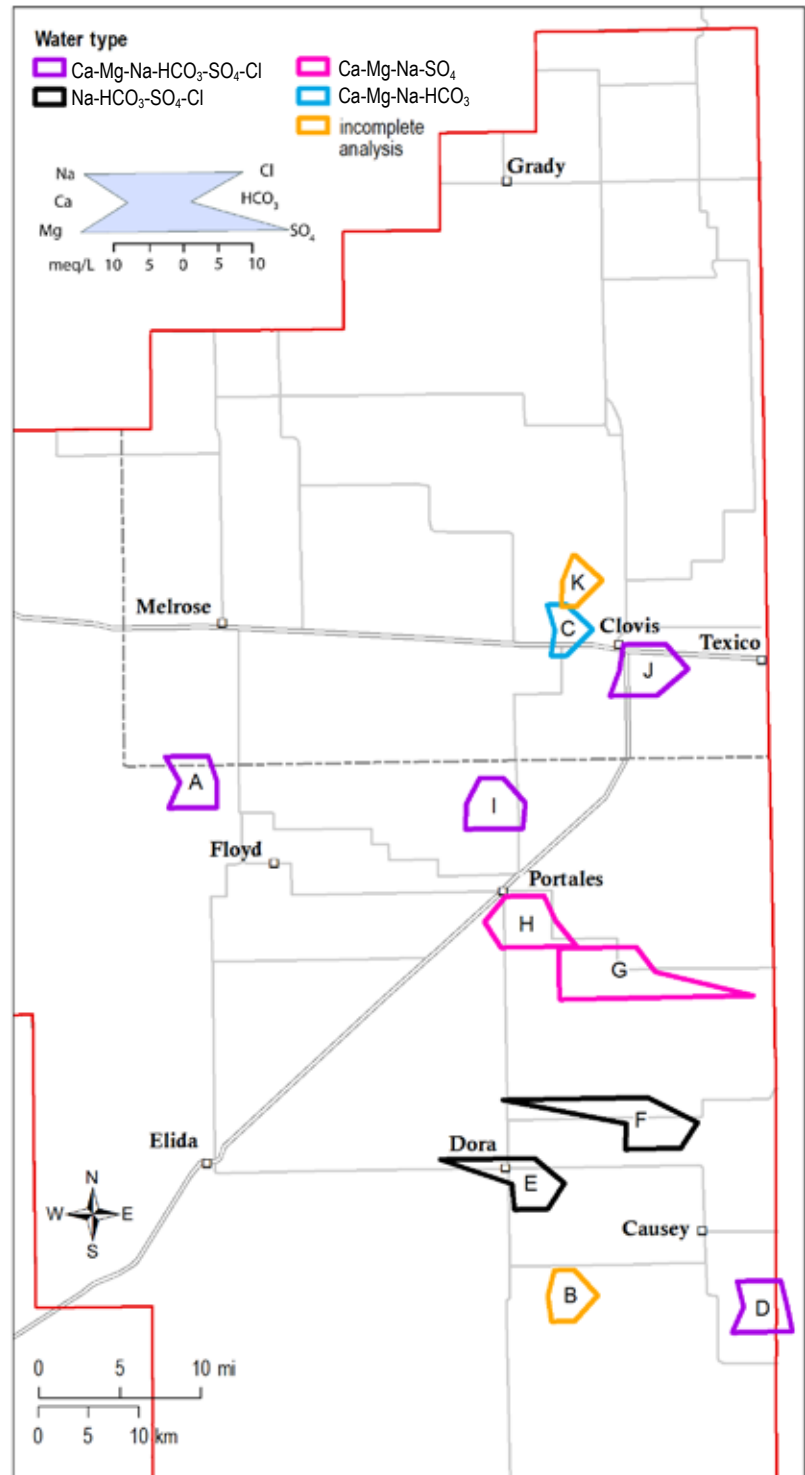 Water type
Ca-Mg-Na-HCO₃-SO₄-Cl
Na-HCO₃-SO₄-Cl
Ca-Mg-Na-SO₄
Ca-Mg-Na-HCO₃
incomplete
analysis
Na Cl
Ca HCO₃
Mg SO₄
meq/L 10 5 0 5 10
Grady
K
Melrose
C
Clovis
Texico
J
A
I
Floyd
Portales
H
G
F
Elida
Dora
E
N
W E
S
Causey
B
D
0 5 10 mi
0 5 10 km